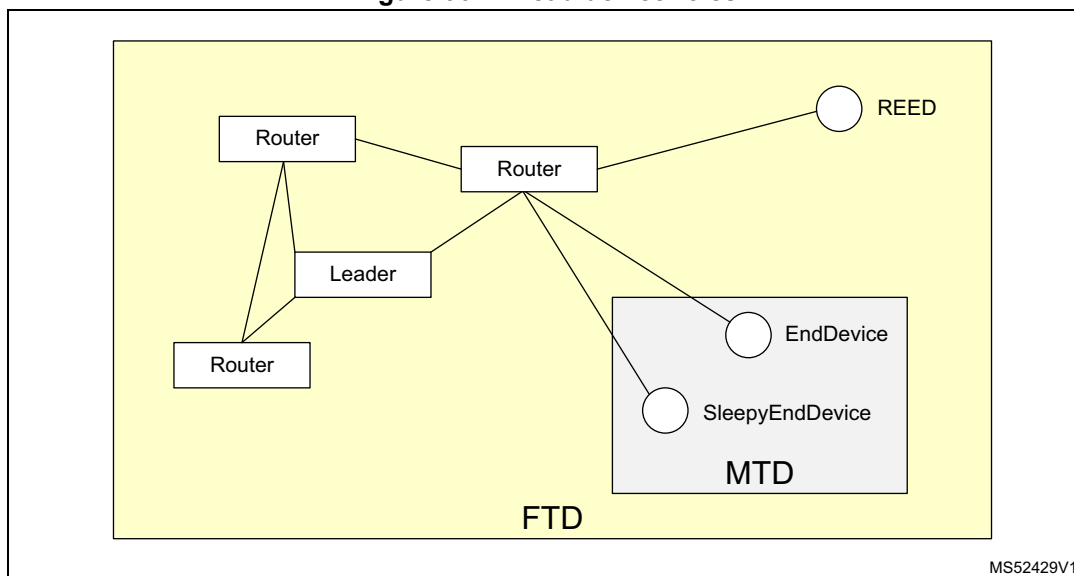 Router
REED
Router
Leader
Router
EndDevice
SleepyEndDevice
MTD
FTD
MS52429V1